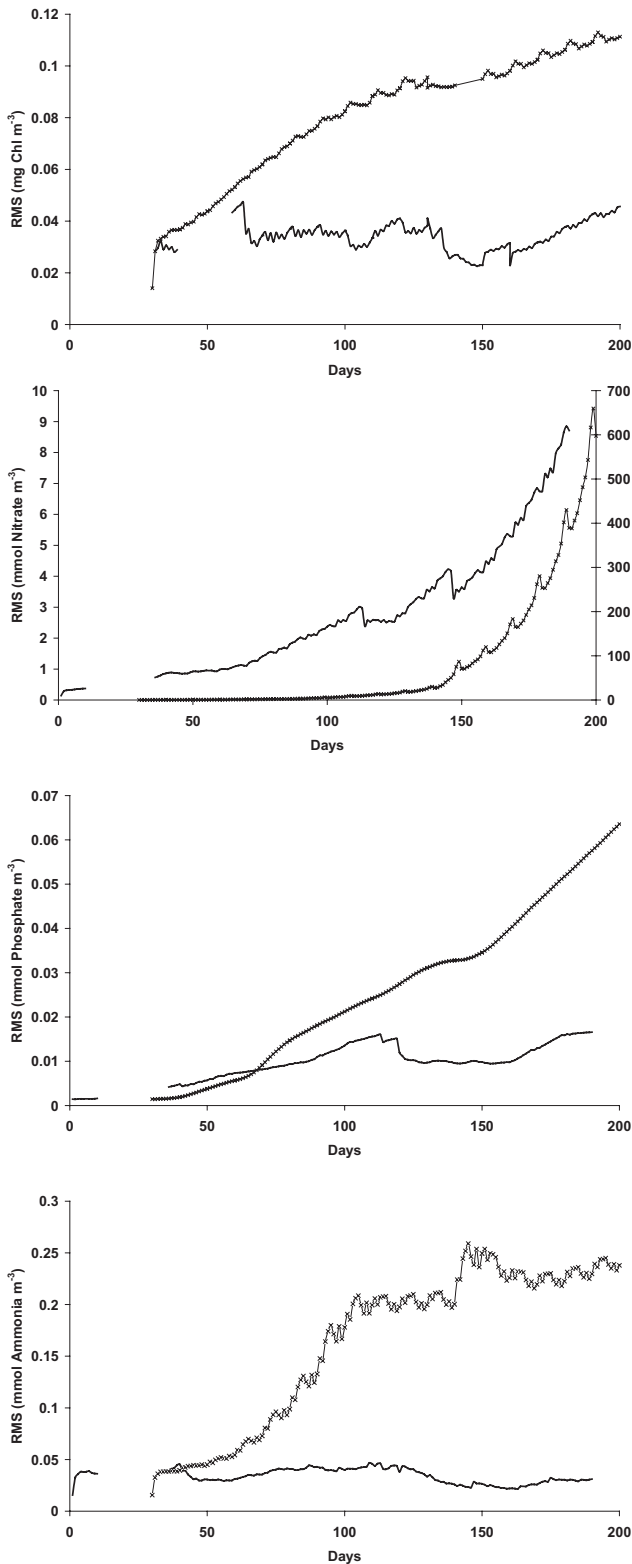 0.12
0.1
0.08
0.06
0.04
0.02
0
RMS (mg Chl m⁻³)
0 50 100 150 200
Days
10 700
9
8 600
7 500
6 400
5
4 300
3 200
2
1 100
0 0
RMS (mmol Nitrate m⁻³)
0 50 100 150 200
Days
0.07
0.06
0.05
0.04
0.03
0.02
0.01
0
RMS (mmol Phosphate m⁻³)
0 50 100 150 200
Days
0.3
0.25
0.2
0.15
0.1
0.05
0
RMS (mmol Ammonia m⁻³)
0 50 100 150 200
Days